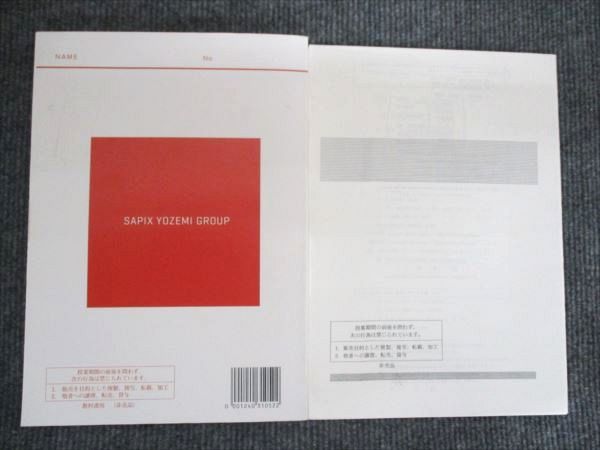 NAME
No
SAPIX YOZEMI GROUP
授業期間の前後を問わず、
次の行為は禁じられています。
1. 販売を目的とした複製、複写、転載、加工
2. 他者への譲渡、転売、貸与
教材費用 （非売品）
0 001240 910522
授業期間の前後を問わず、
次の行為は禁じられています。
1. 販売目的とした複製、複写、転載、加工
2. 他者への譲渡、転売、貸与
非売品